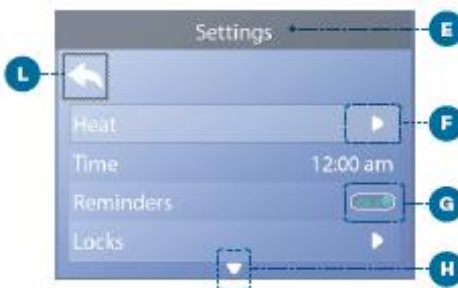 Settings
E
L
Heat
F
Time 12:00 am
Reminders
G
Locks
H